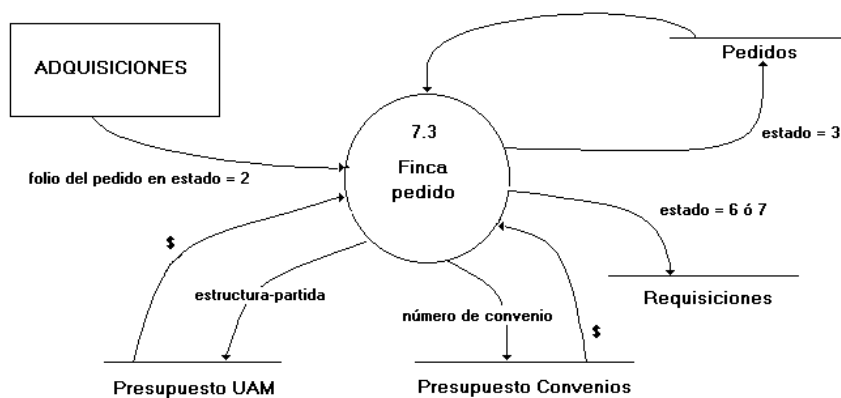 ADQUISICIONES
Pedidos
7.3
Finca
pedido
estado = 3
folio del pedido en estado = 2
estado = 6 ó 7
$
estructura-partida
Requisiciones
número de convenio
$
Presupuesto UAM
Presupuesto Convenios